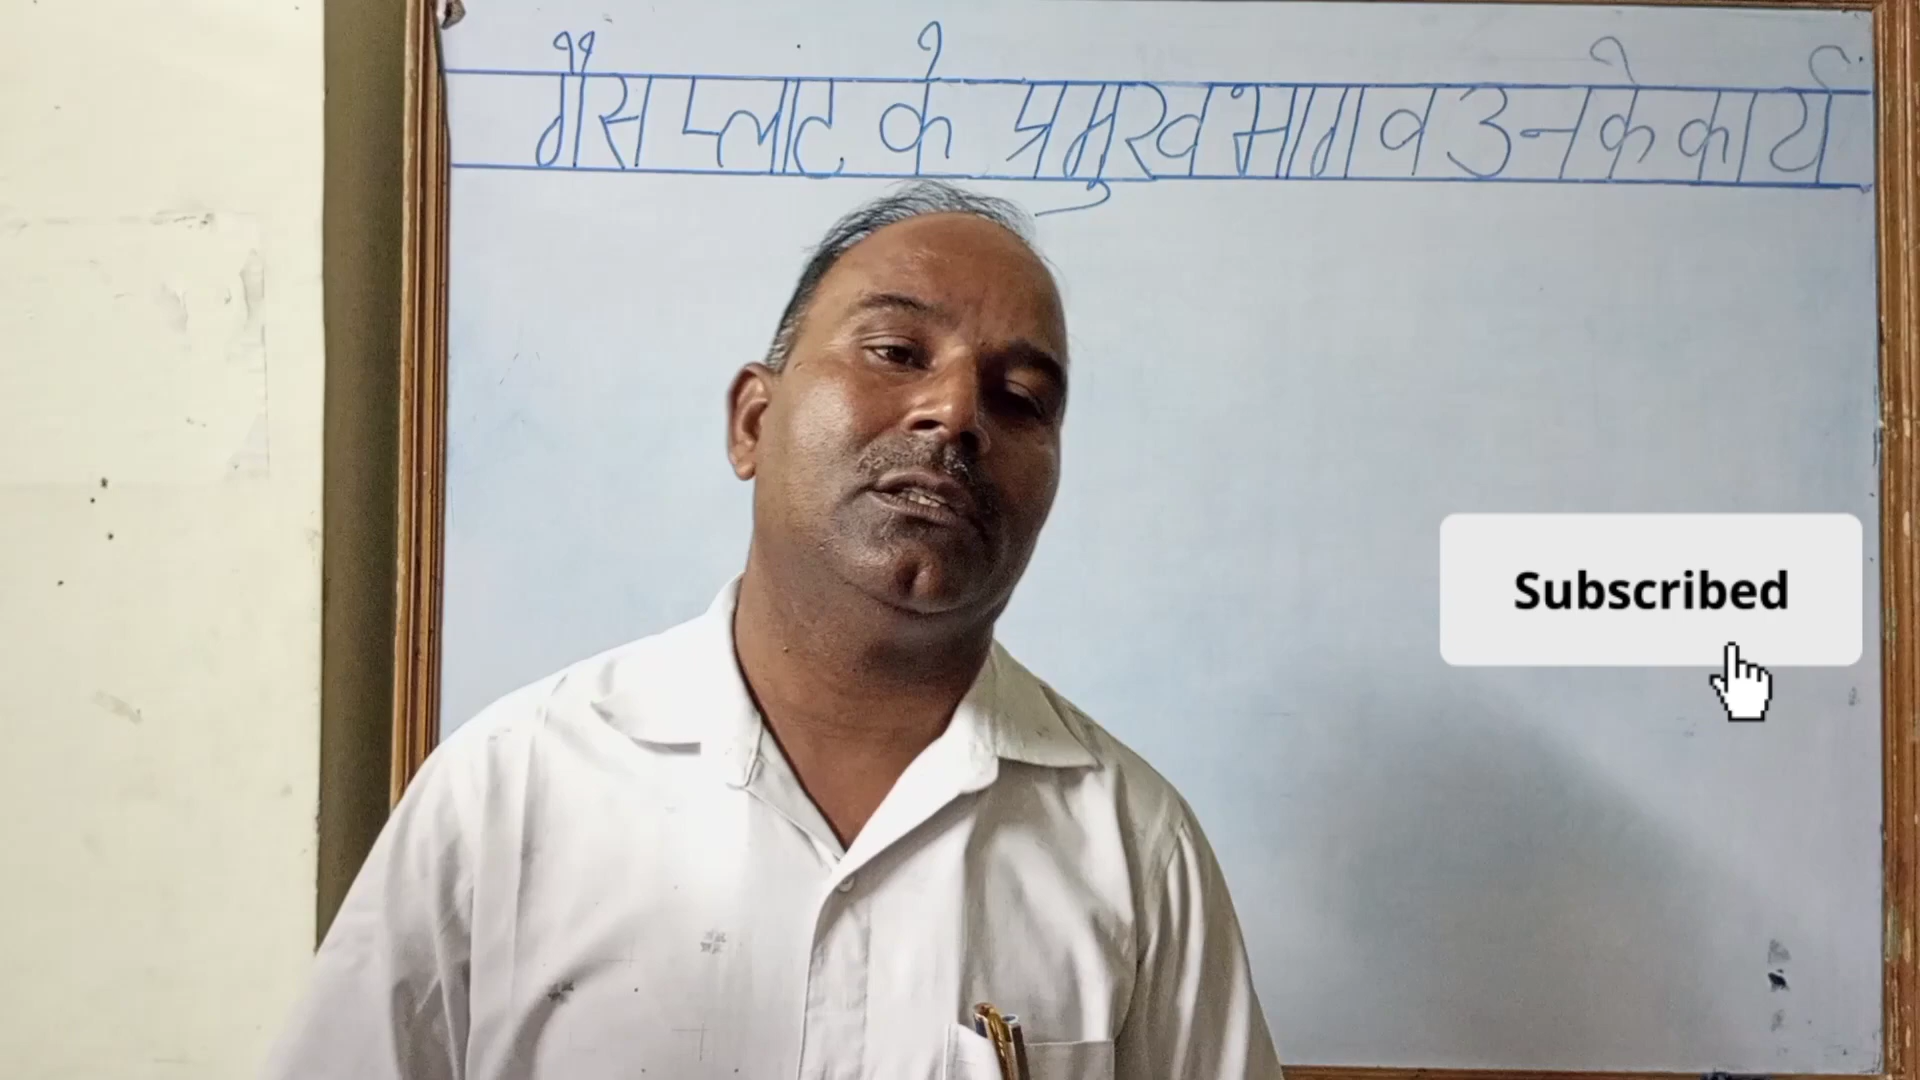 गैस प्लाट के प्रमुख भाग व उनके कार्य
Subscribed